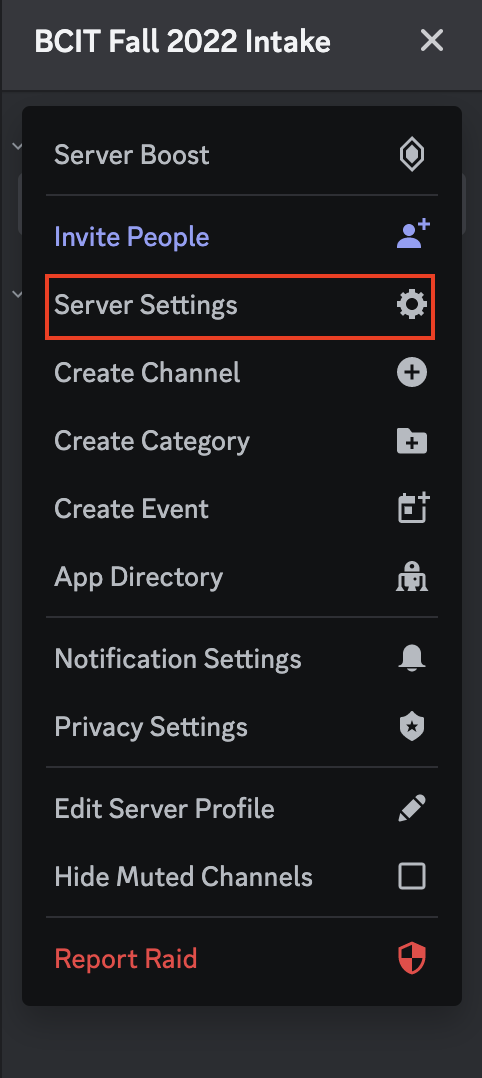 BCIT Fall 2022 Intake
Server Boost
Invite People
Server Settings
Create Channel
Create Category
Create Event
App Directory
Notification Settings
Privacy Settings
Edit Server Profile
Hide Muted Channels
Report Raid